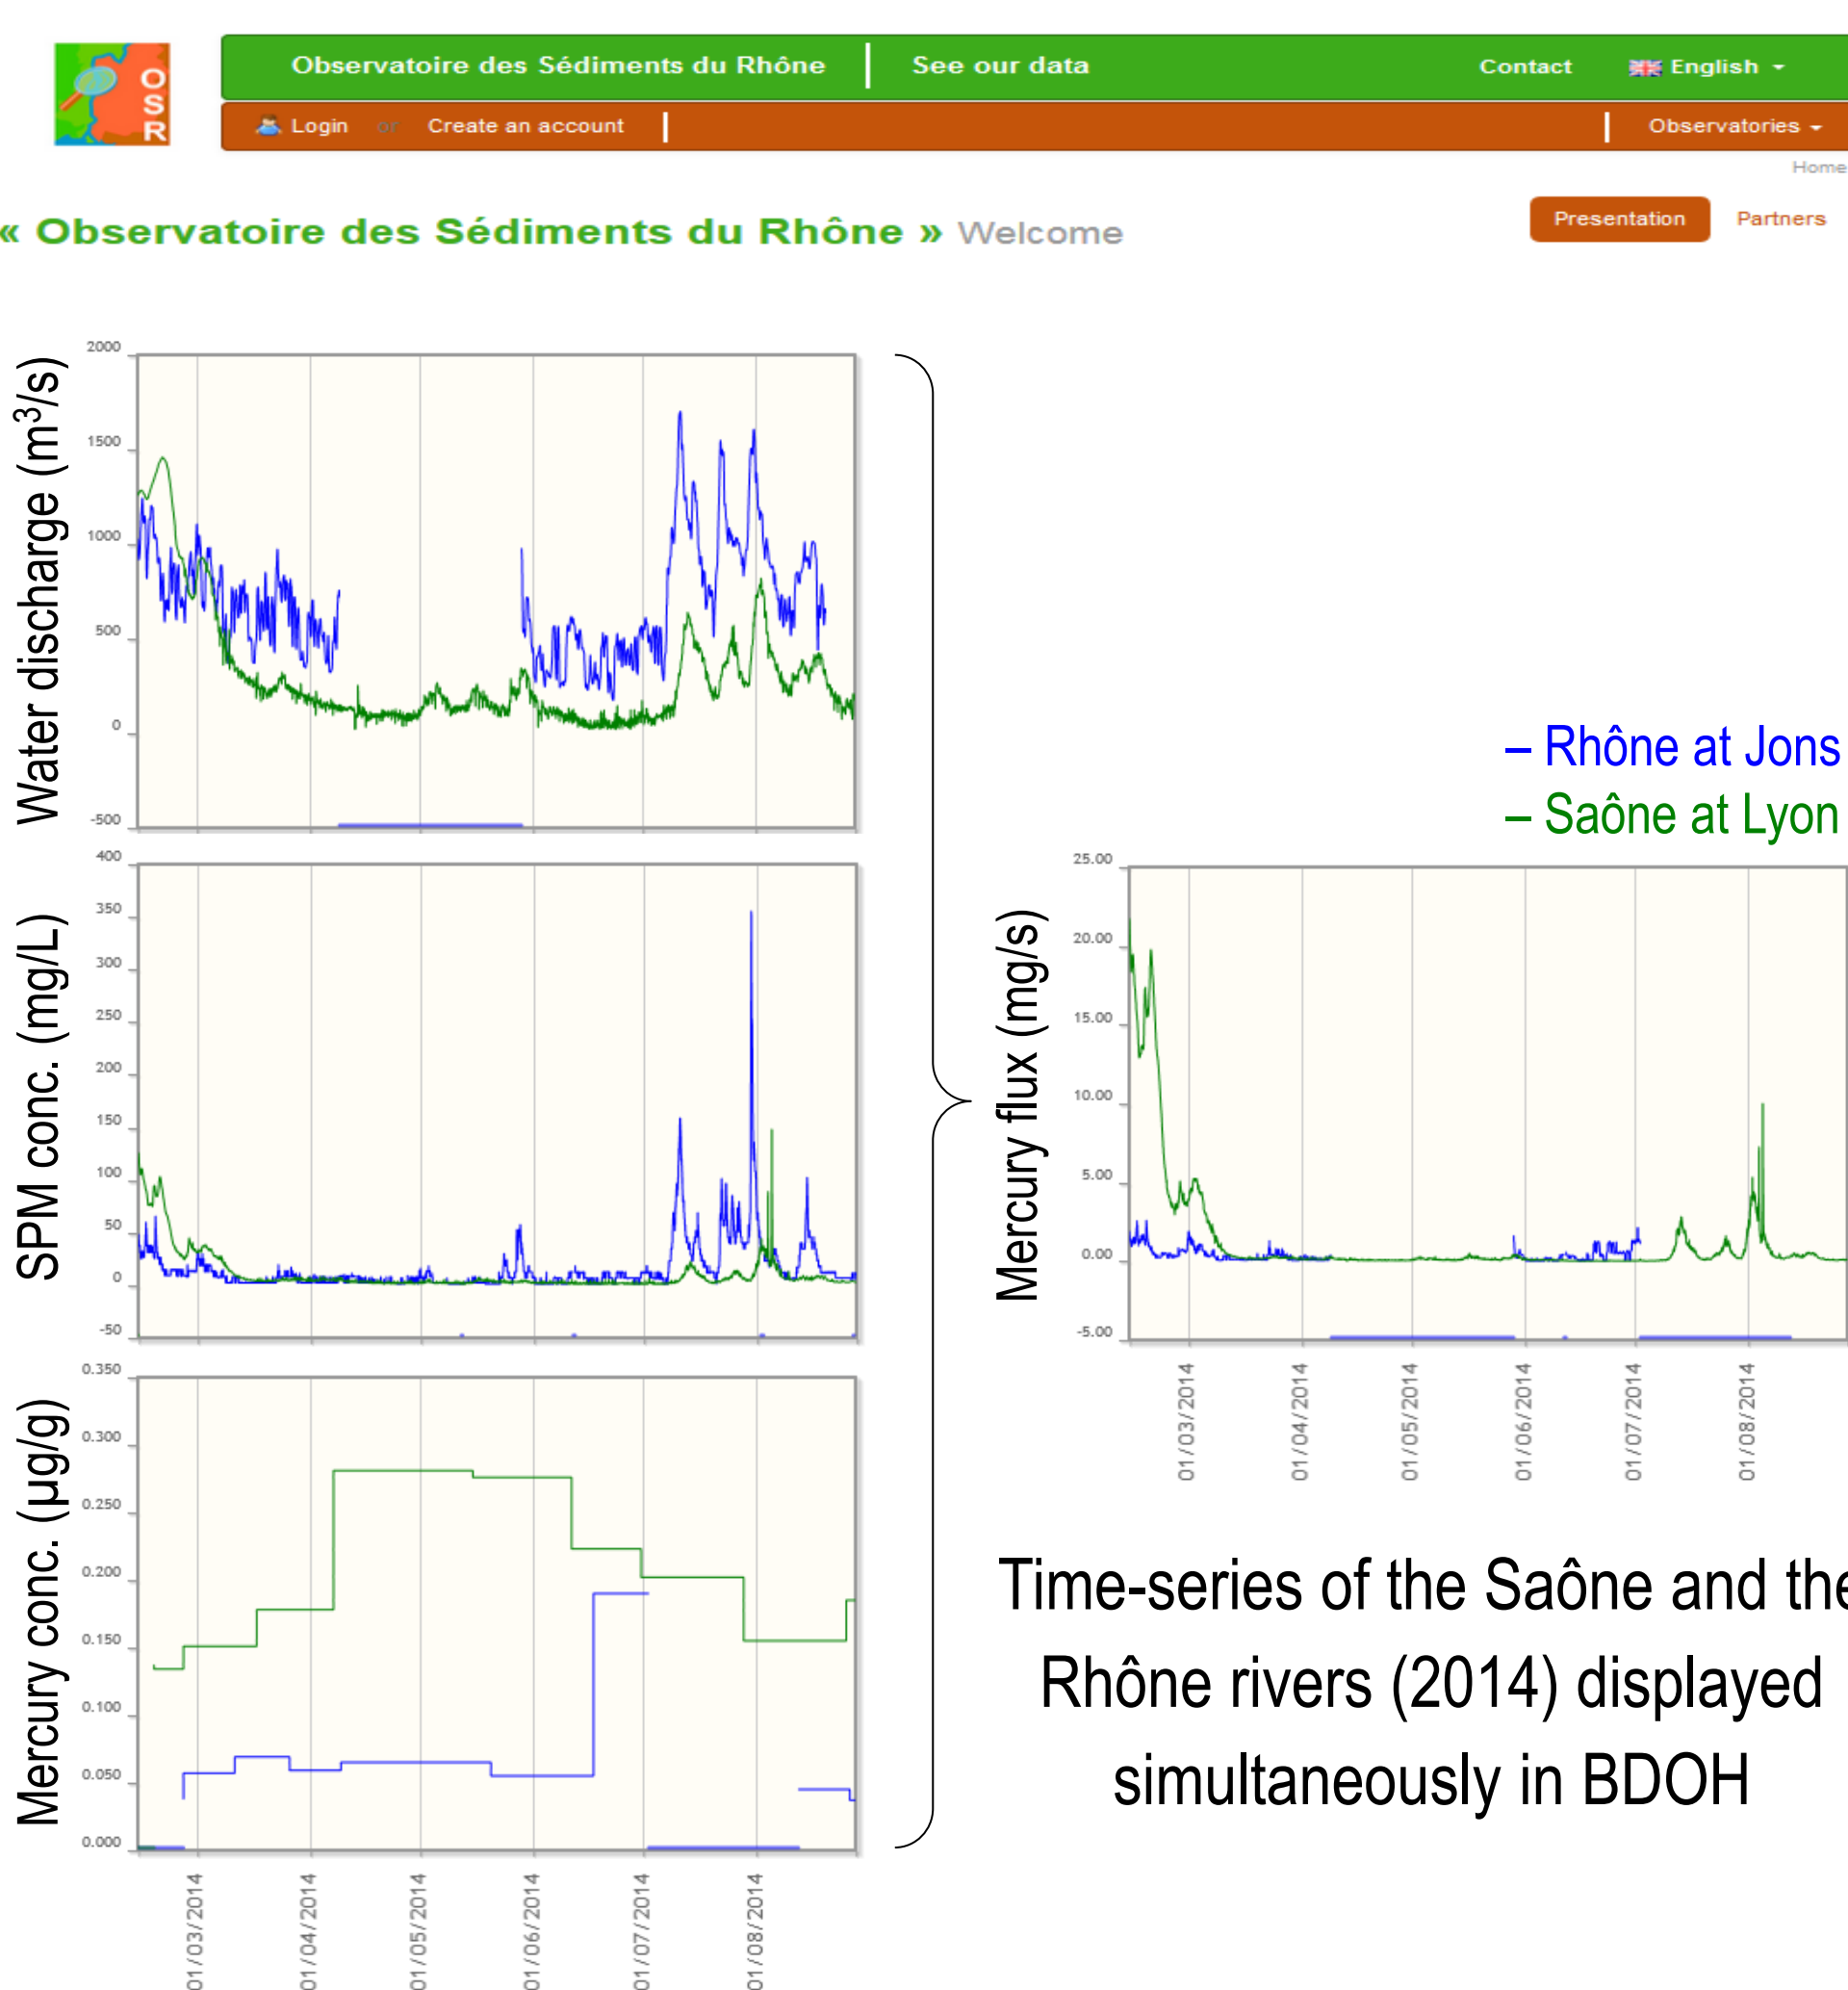 OSR
Observatoire des Sédiments du Rhône
See our data
Contact
English
Login or Create an account
Observatories
Home
« Observatoire des Sédiments du Rhône » Welcome
Presentation
Partners
Water discharge (m³/s)
2000
1500
1000
500
0
-500
SPM conc. (mg/L)
400
350
300
250
200
150
100
50
0
-50
Mercury conc. (µg/g)
0.350
0.300
0.250
0.200
0.150
0.100
0.050
0.000
01/03/2014
01/04/2014
01/05/2014
01/06/2014
01/07/2014
01/08/2014
– Rhône at Jons
– Saône at Lyon
Mercury flux (mg/s)
25.00
20.00
15.00
10.00
5.00
0.00
-5.00
01/03/2014
01/04/2014
01/05/2014
01/06/2014
01/07/2014
01/08/2014
Time-series of the Saône and the
Rhône rivers (2014) displayed
simultaneously in BDOH